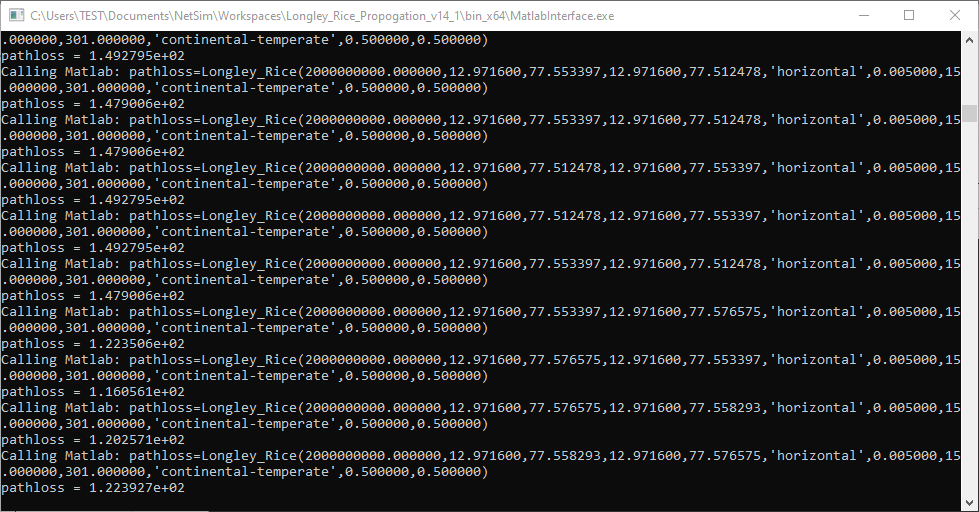 C:\Users\TEST\Documents\NetSim\Workspaces\Longley_Rice_Propogation_v14_1\bin_x64\MatlabInterface.exe
.000000,301.000000,'continental-temperate',0.500000,0.500000)
pathloss = 1.492795e+02
Calling Matlab: pathloss=Longley_Rice(2000000000.000000,12.971600,77.553397,12.971600,77.512478,'horizontal',0.005000,15
.000000,301.000000,'continental-temperate',0.500000,0.500000)
pathloss = 1.479006e+02
Calling Matlab: pathloss=Longley_Rice(2000000000.000000,12.971600,77.553397,12.971600,77.512478,'horizontal',0.005000,15
.000000,301.000000,'continental-temperate',0.500000,0.500000)
pathloss = 1.479006e+02
Calling Matlab: pathloss=Longley_Rice(2000000000.000000,12.971600,77.512478,12.971600,77.553397,'horizontal',0.005000,15
.000000,301.000000,'continental-temperate',0.500000,0.500000)
pathloss = 1.492795e+02
Calling Matlab: pathloss=Longley_Rice(2000000000.000000,12.971600,77.512478,12.971600,77.553397,'horizontal',0.005000,15
.000000,301.000000,'continental-temperate',0.500000,0.500000)
pathloss = 1.492795e+02
Calling Matlab: pathloss=Longley_Rice(2000000000.000000,12.971600,77.553397,12.971600,77.512478,'horizontal',0.005000,15
.000000,301.000000,'continental-temperate',0.500000,0.500000)
pathloss = 1.479006e+02
Calling Matlab: pathloss=Longley_Rice(2000000000.000000,12.971600,77.553397,12.971600,77.576575,'horizontal',0.005000,15
.000000,301.000000,'continental-temperate',0.500000,0.500000)
pathloss = 1.223506e+02
Calling Matlab: pathloss=Longley_Rice(2000000000.000000,12.971600,77.576575,12.971600,77.553397,'horizontal',0.005000,15
.000000,301.000000,'continental-temperate',0.500000,0.500000)
pathloss = 1.160561e+02
Calling Matlab: pathloss=Longley_Rice(2000000000.000000,12.971600,77.576575,12.971600,77.558293,'horizontal',0.005000,15
.000000,301.000000,'continental-temperate',0.500000,0.500000)
pathloss = 1.202571e+02
Calling Matlab: pathloss=Longley_Rice(2000000000.000000,12.971600,77.558293,12.971600,77.576575,'horizontal',0.005000,15
.000000,301.000000,'continental-temperate',0.500000,0.500000)
pathloss = 1.223927e+02